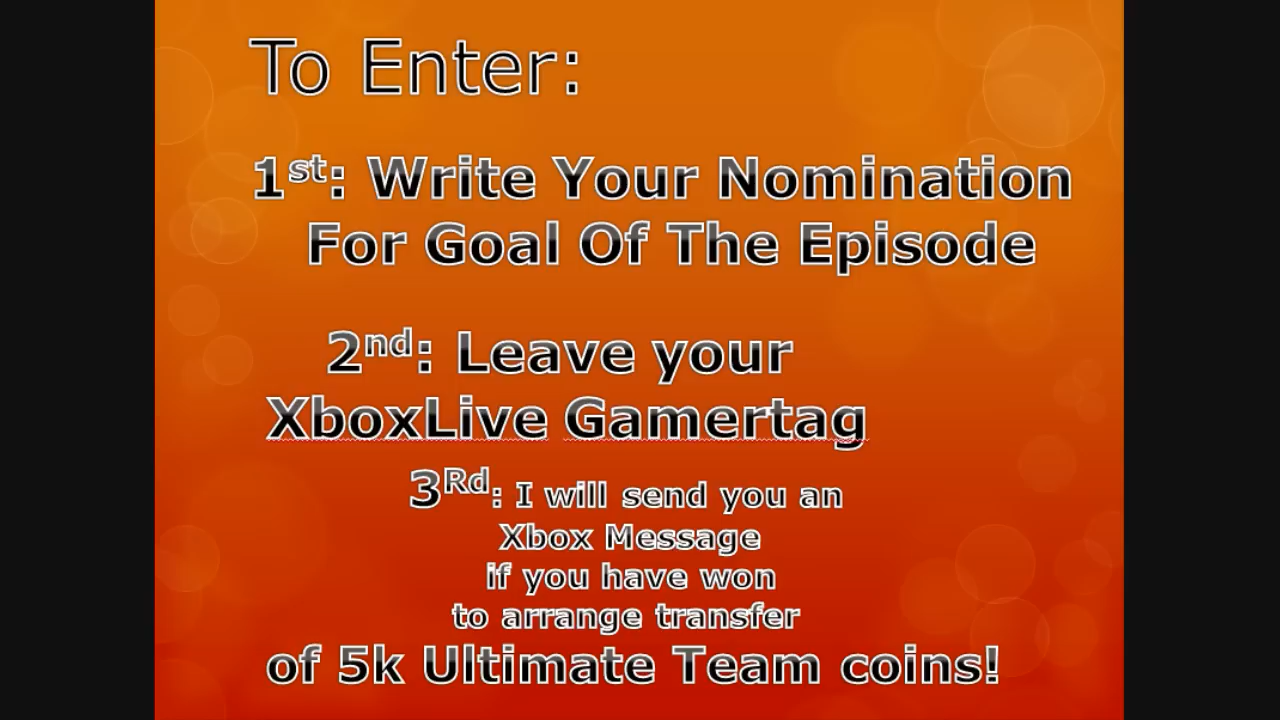 To Enter:
1st: Write Your Nomination
For Goal Of The Episode
2nd: Leave your
XboxLive Gamertag
3Rd: I will send you an
Xbox Message
if you have won
to arrange transfer
of 5k Ultimate Team coins!